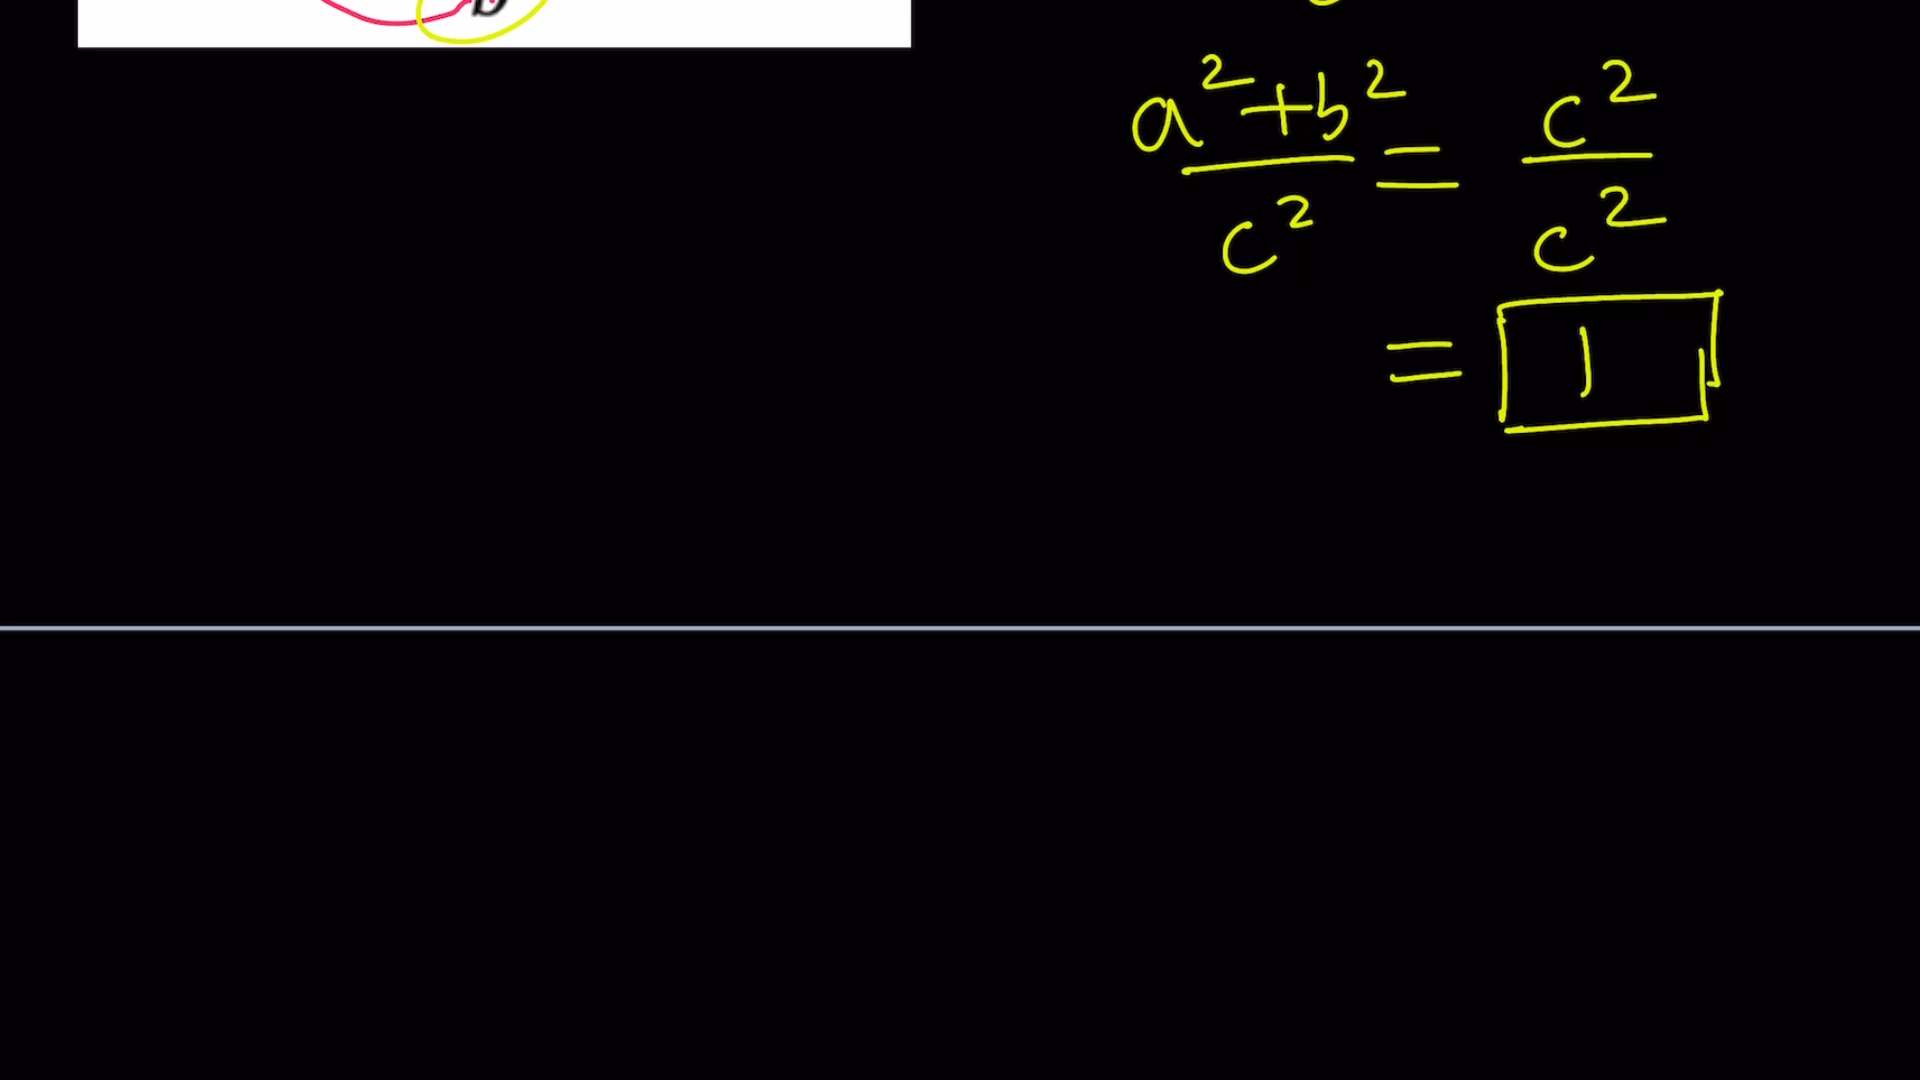 b
a² + b² / c² = c² / c²
= 1